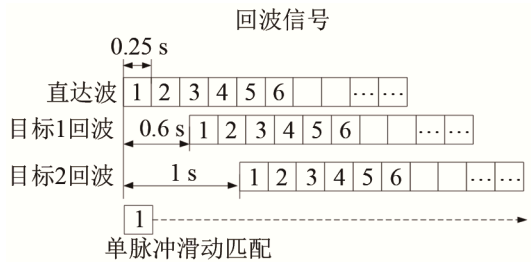 回波信号
0.25 s
直达波 1 2 3 4 5 6 …… ……
目标1回波 0.6 s 1 2 3 4 5 6 …… ……
目标2回波 1 s 1 2 3 4 5 6 …… ……
1
单脉冲滑动匹配